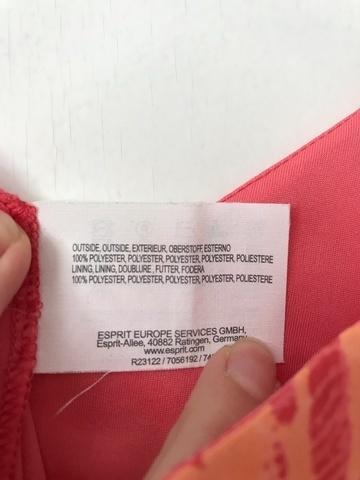 OUTSIDE, OUTSIDE, EXTERIEUR, OBERSTOFF, ESTERNO
100% POLYESTER, POLYESTER, POLYESTER, POLYESTER, POLIESTERE
LINING, LINING, DOUBLURE, FUTTER, FODERA
100% POLYESTER, POLYESTER, POLYESTER, POLYESTER, POLIESTERE
ESPRIT EUROPE SERVICES GMBH,
Esprit-Allee, 40882 Ratingen, Germany
www.esprit.com
R23122 / 7056192 /